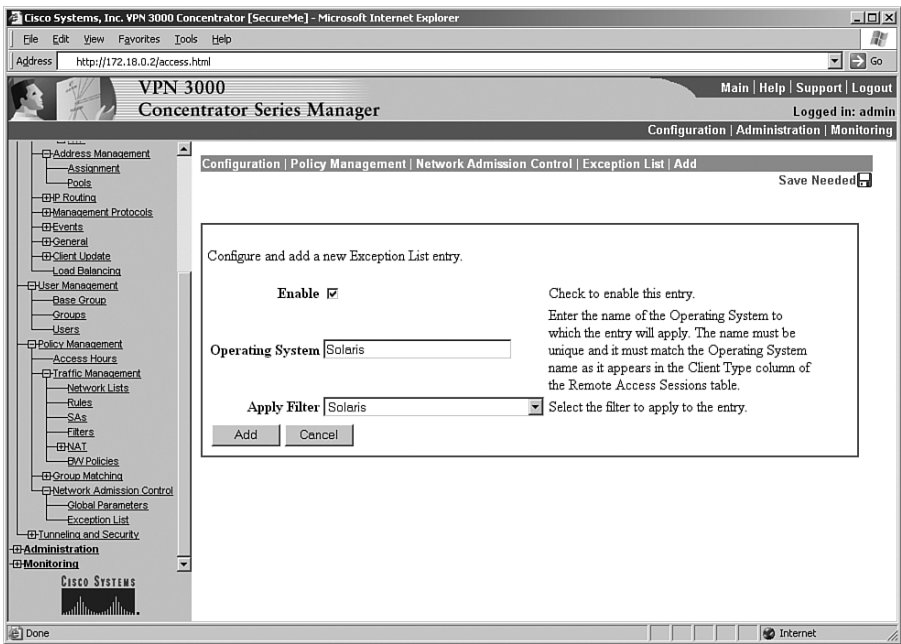 Cisco Systems, Inc. VPN 3000 Concentrator [SecureMe] - Microsoft Internet Explorer
File Edit View Favorites Tools Help
Address http://172.18.0.2/access.html Go
VPN 3000
Concentrator Series Manager
Main | Help | Support | Logout
Logged in: admin
Configuration | Administration | Monitoring
Address Management
Assignment
Pools
IP Routing
Management Protocols
Events
General
Client Update
Load Balancing
User Management
Base Group
Groups
Users
Policy Management
Access Hours
Traffic Management
Network Lists
Rules
SAs
Filters
NAT
BW Policies
Group Matching
Network Admission Control
Global Parameters
Exception List
Tunneling and Security
Administration
Monitoring
CISCO SYSTEMS
Configuration | Policy Management | Network Admission Control | Exception List | Add
Save Needed
Configure and add a new Exception List entry.
Enable Check to enable this entry.
Operating System Solaris
Enter the name of the Operating System to
which the entry will apply. The name must be
unique and it must match the Operating System
name as it appears in the Client Type column of
the Remote Access Sessions table.
Apply Filter Solaris Select the filter to apply to the entry.
Add Cancel
Done Internet